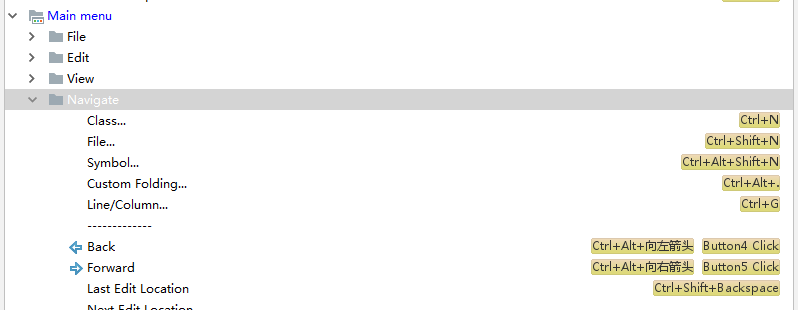 Main menu
File
Edit
View
Navigate
Class... Ctrl+N
File... Ctrl+Shift+N
Symbol... Ctrl+Alt+Shift+N
Custom Folding... Ctrl+Alt+.
Line/Column... Ctrl+G
-------------
Back Ctrl+Alt+向左箭头 Button4 Click
Forward Ctrl+Alt+向右箭头 Button5 Click
Last Edit Location Ctrl+Shift+Backspace
Next Edit Location